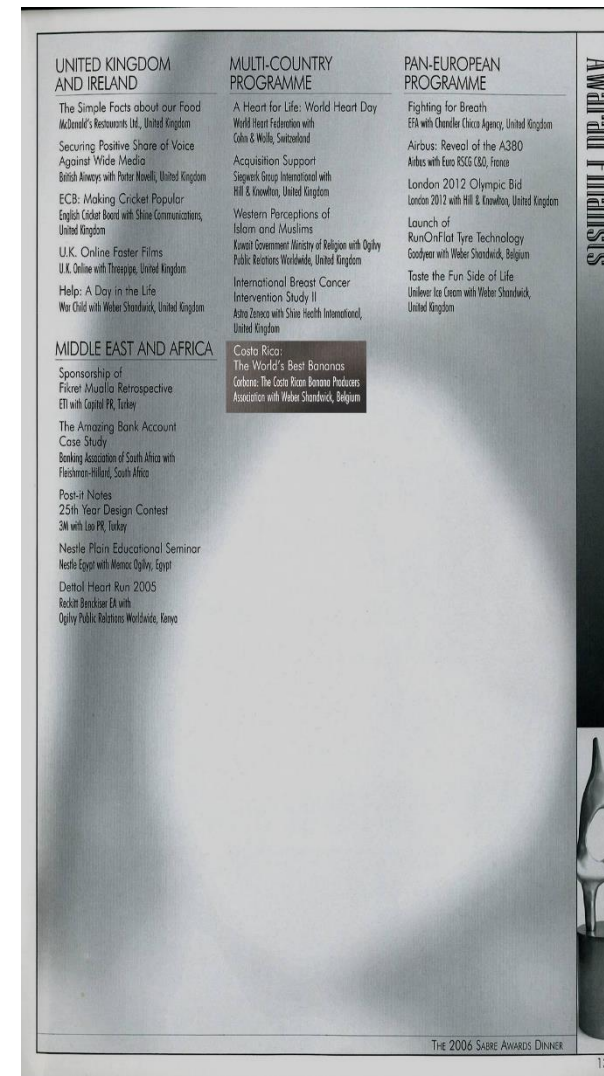 UNITED KINGDOM
AND IRELAND
The Simple Facts about our Food
McDonald's Restaurants Ltd., United Kingdom
Securing Positive Share of Voice
Against Wide Media
British Airways with Porter Novelli, United Kingdom
ECB: Making Cricket Popular
English Cricket Board with Shine Communications,
United Kingdom
U.K. Online Faster Films
U.K. Online with Threepipe, United Kingdom
Help: A Day in the Life
War Child with Weber Shandwick, United Kingdom
MIDDLE EAST AND AFRICA
Sponsorship of
Fikret Mualla Retrospective
ETI with Capitol PR, Turkey
The Amazing Bank Account
Case Study
Banking Association of South Africa with
Fleishman-Hillard, South Africa
Post-it Notes
25th Year Design Contest
3M with Leo PR, Turkey
Nestle Plain Educational Seminar
Nestle Egypt with Memac Ogilvy, Egypt
Dettol Heart Run 2005
Reckitt Benckiser EA with
Ogilvy Public Relations Worldwide, Kenya
MULTI-COUNTRY
PROGRAMME
A Heart for Life: World Heart Day
World Heart Federation with
Cohn & Wolfe, Switzerland
Acquisition Support
Siegwerk Group International with
Hill & Knowlton, United Kingdom
Western Perceptions of
Islam and Muslims
Kuwait Government Ministry of Religion with Ogilvy
Public Relations Worldwide, United Kingdom
International Breast Cancer
Intervention Study II
Astra Zeneca with Shire Health International,
United Kingdom
Costa Rica:
The World's Best Bananas
Corbana: The Costa Rican Banana Producers
Association with Weber Shandwick, Belgium
PAN-EUROPEAN
PROGRAMME
Fighting for Breath
EFA with Chandler Chicco Agency, United Kingdom
Airbus: Reveal of the A380
Airbus with Euro RSCG C&O, France
London 2012 Olympic Bid
London 2012 with Hill & Knowlton, United Kingdom
Launch of
RunOnFlat Tyre Technology
Goodyear with Weber Shandwick, Belgium
Taste the Fun Side of Life
Unilever Ice Cream with Weber Shandwick,
United Kingdom
Award Finalists
THE 2006 SABRE AWARDS DINNER